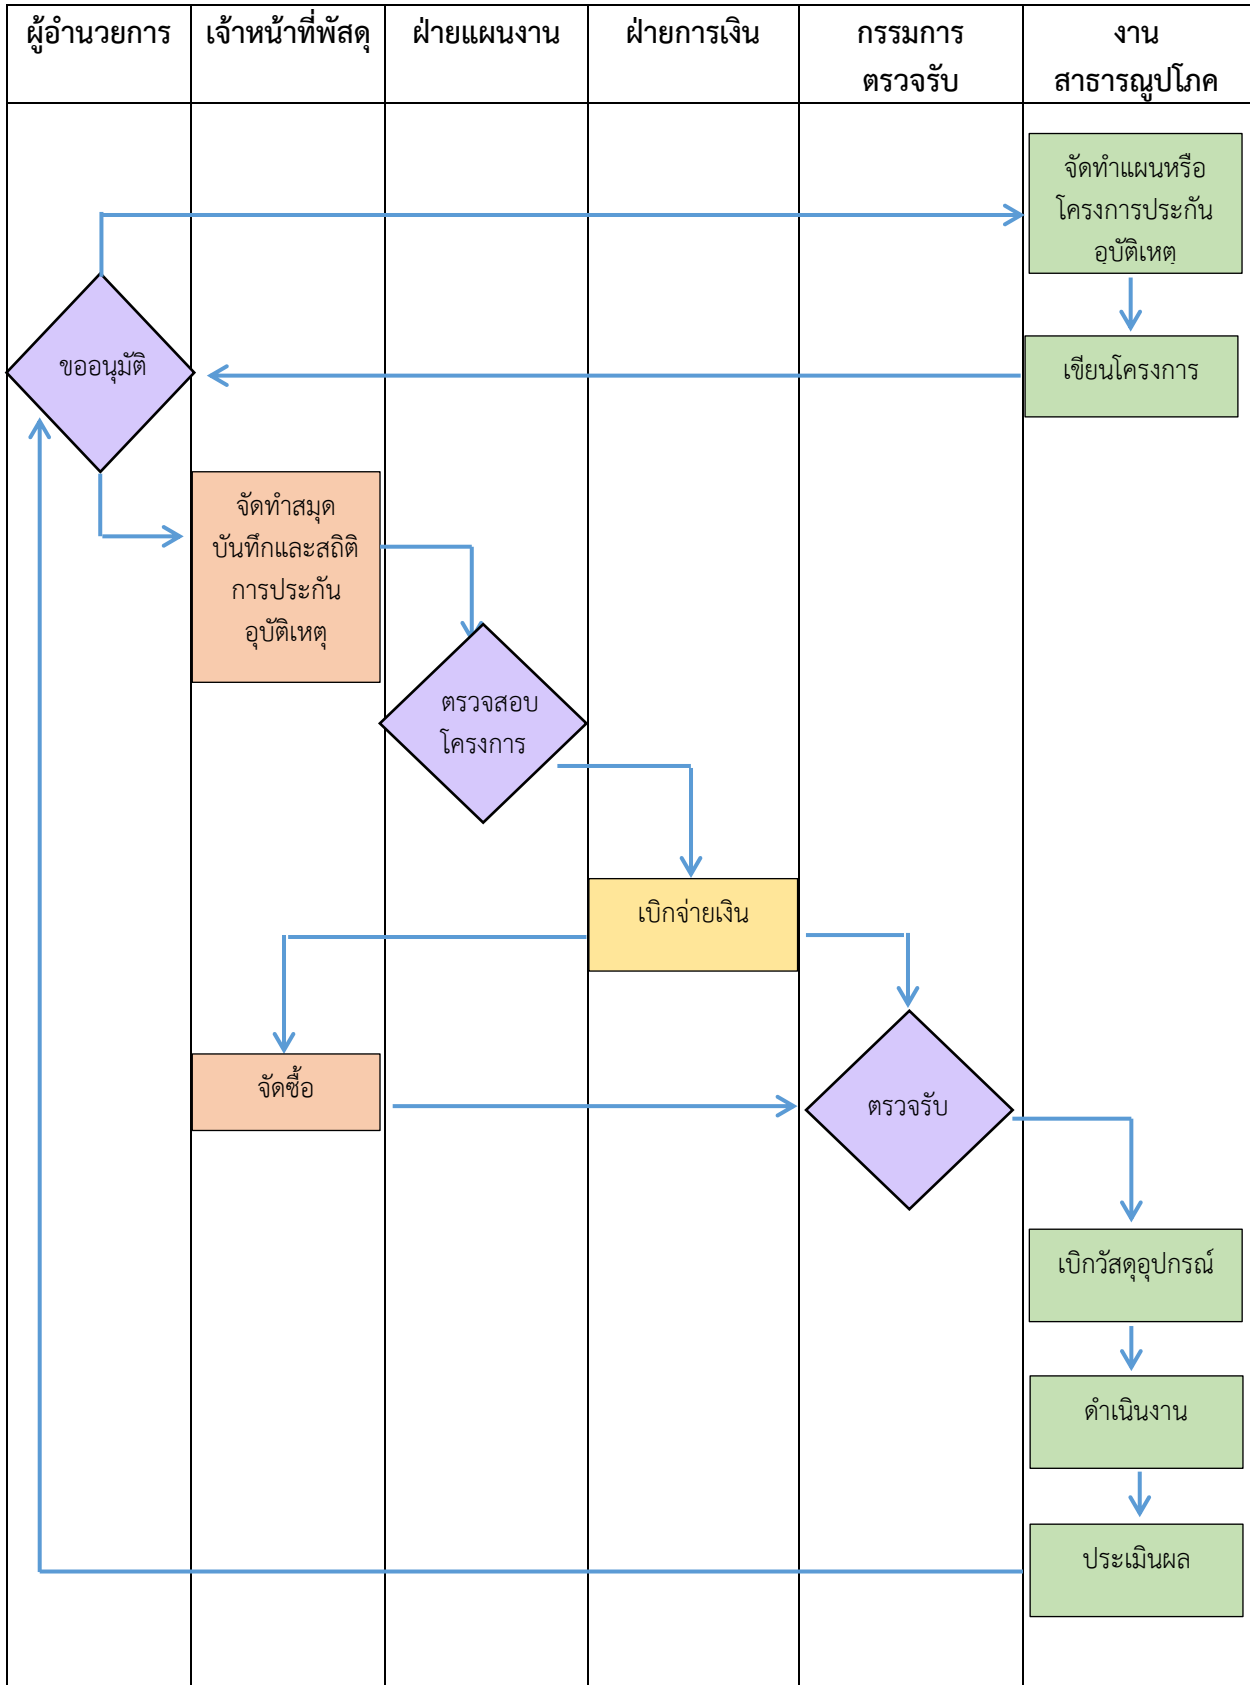 ผู้อำนวยการ
เจ้าหน้าที่พัสดุ
ฝ่ายแผนงาน
ฝ่ายการเงิน
กรรมการ
ตรวจรับ
งาน
สาธารณูปโภค
จัดทำแผนหรือ
โครงการประกัน
อุบัติเหตุ
ขออนุมัติ
เขียนโครงการ
จัดทำสมุด
บันทึกและสถิติ
การประกัน
อุบัติเหตุ
ตรวจสอบ
โครงการ
เบิกจ่ายเงิน
จัดซื้อ
ตรวจรับ
เบิกวัสดุอุปกรณ์
ดำเนินงาน
ประเมินผล